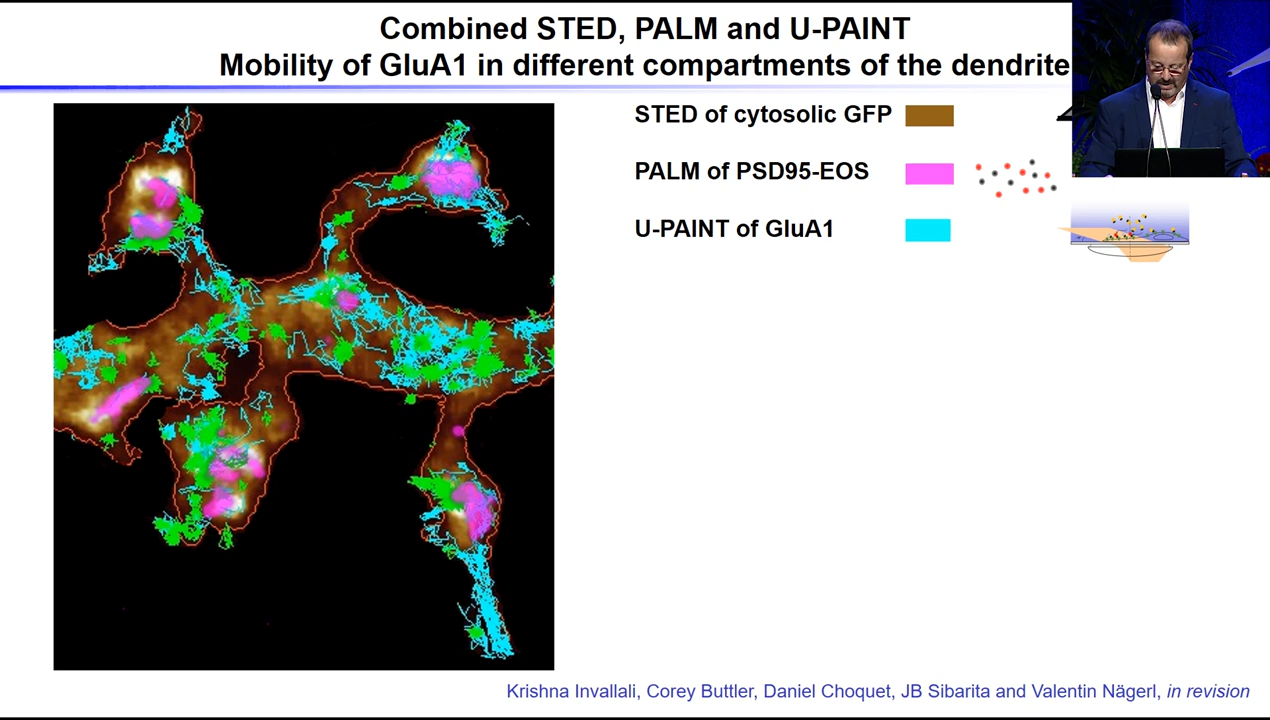 Combined STED, PALM and U-PAINT
Mobility of GluA1 in different compartments of the dendrite
STED of cytosolic GFP
PALM of PSD95-EOS
U-PAINT of GluA1
Krishna Invallali, Corey Buttler, Daniel Choquet, JB Sibarita and Valentin Nägerl, in revision